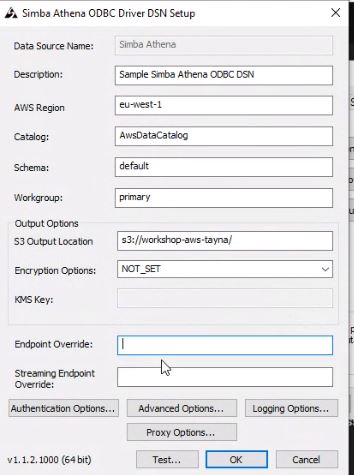 Simba Athena ODBC Driver DSN Setup
Data Source Name: Simba Athena
Description: Sample Simba Athena ODBC DSN
AWS Region eu-west-1
Catalog: AwsDataCatalog
Schema: default
Workgroup: primary
Output Options
S3 Output Location s3://workshop-aws-tayna/
Encryption Options: NOT_SET
KMS Key:
Endpoint Override:
Streaming Endpoint
Override:
Authentication Options... Advanced Options... Logging Options...
Proxy Options...
v1.1.2.1000 (64 bit) Test... OK Cancel